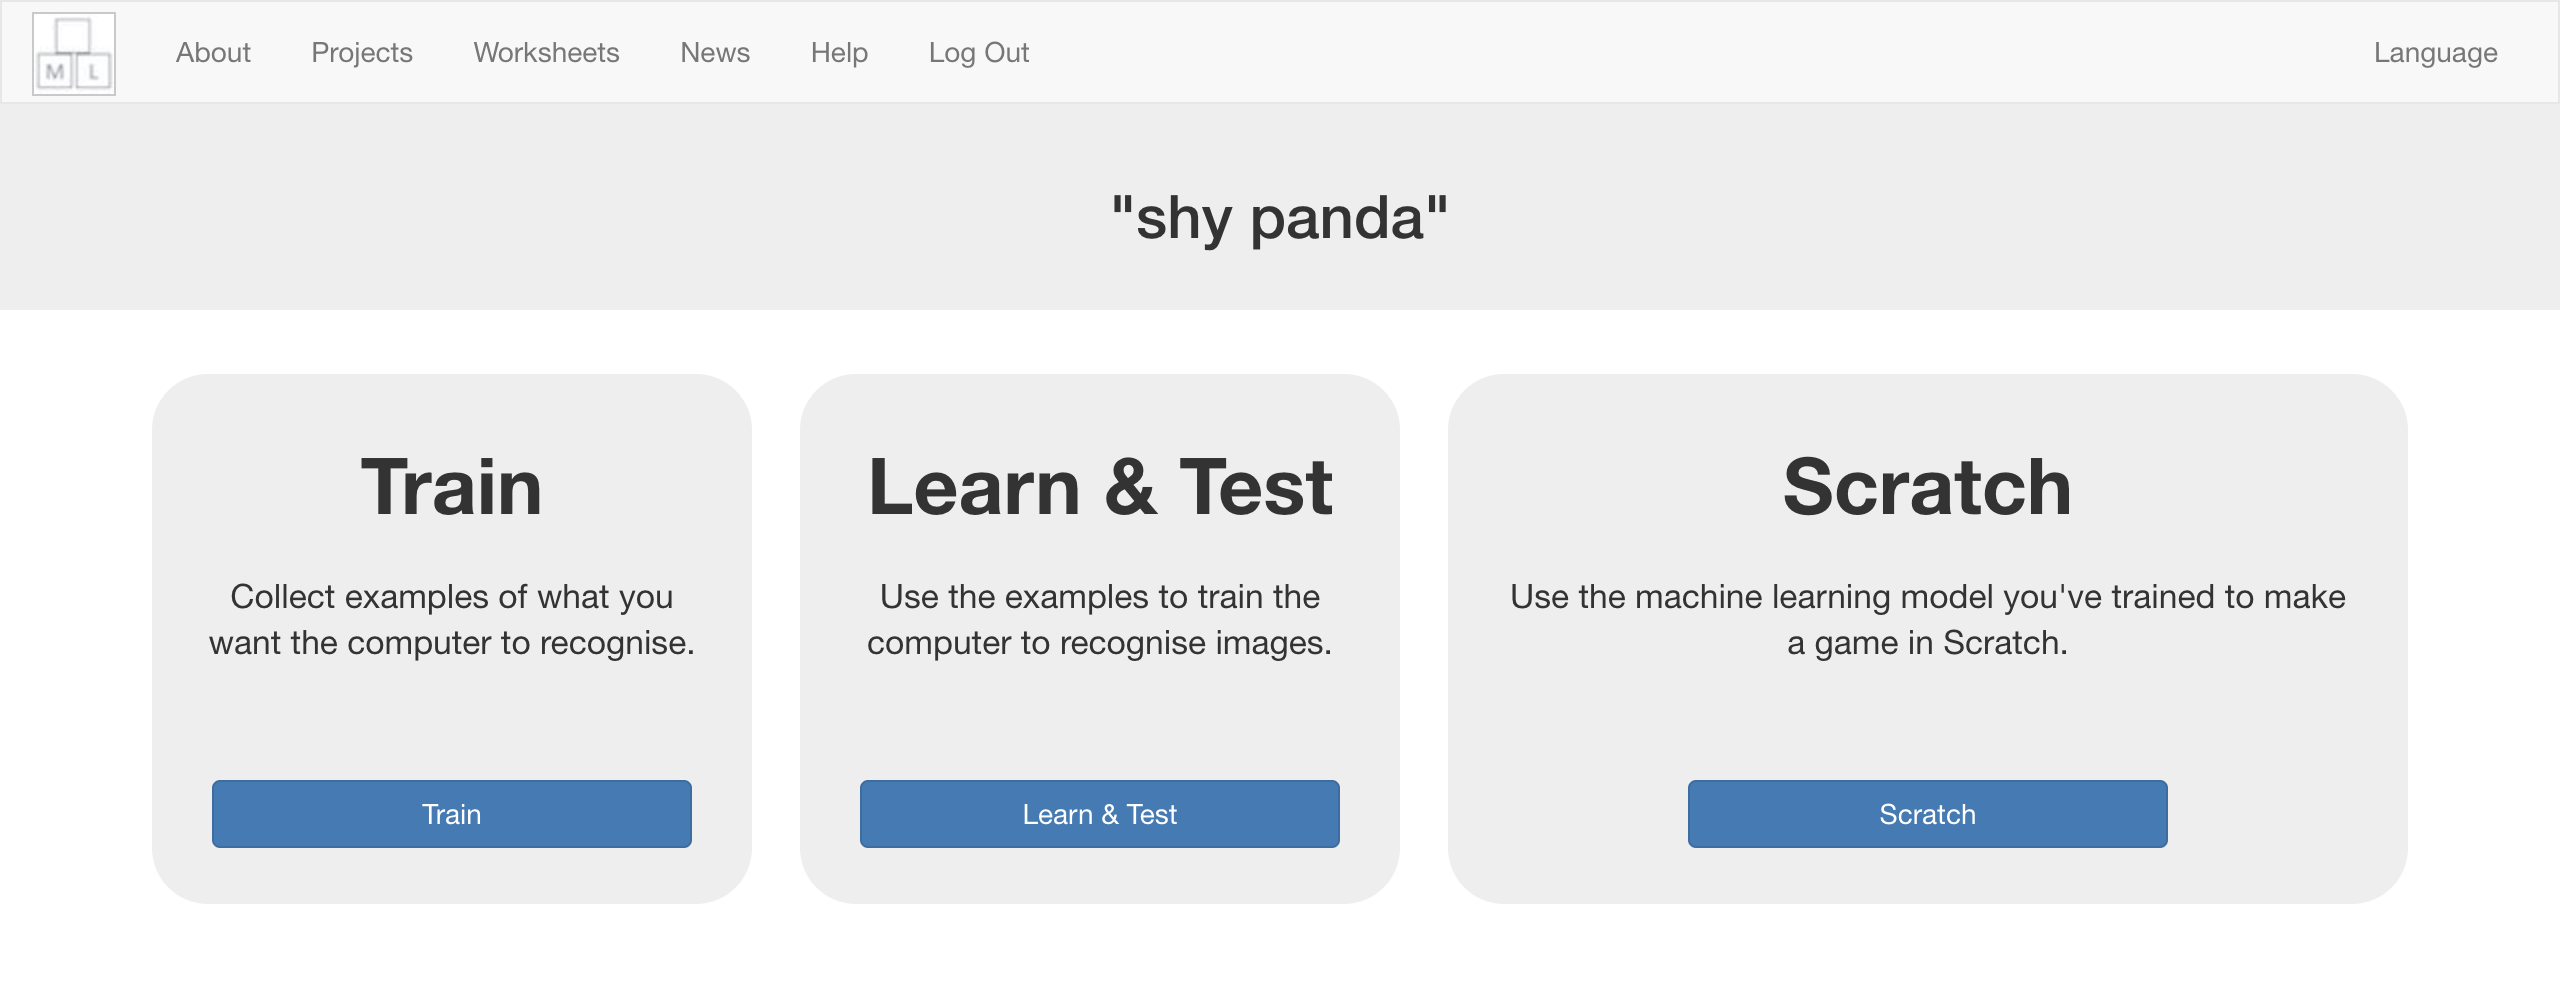 M L
About
Projects
Worksheets
News
Help
Log Out
Language
"shy panda"
Train
Collect examples of what you
want the computer to recognise.
Train
Learn & Test
Use the examples to train the
computer to recognise images.
Learn & Test
Scratch
Use the machine learning model you've trained to make
a game in Scratch.
Scratch